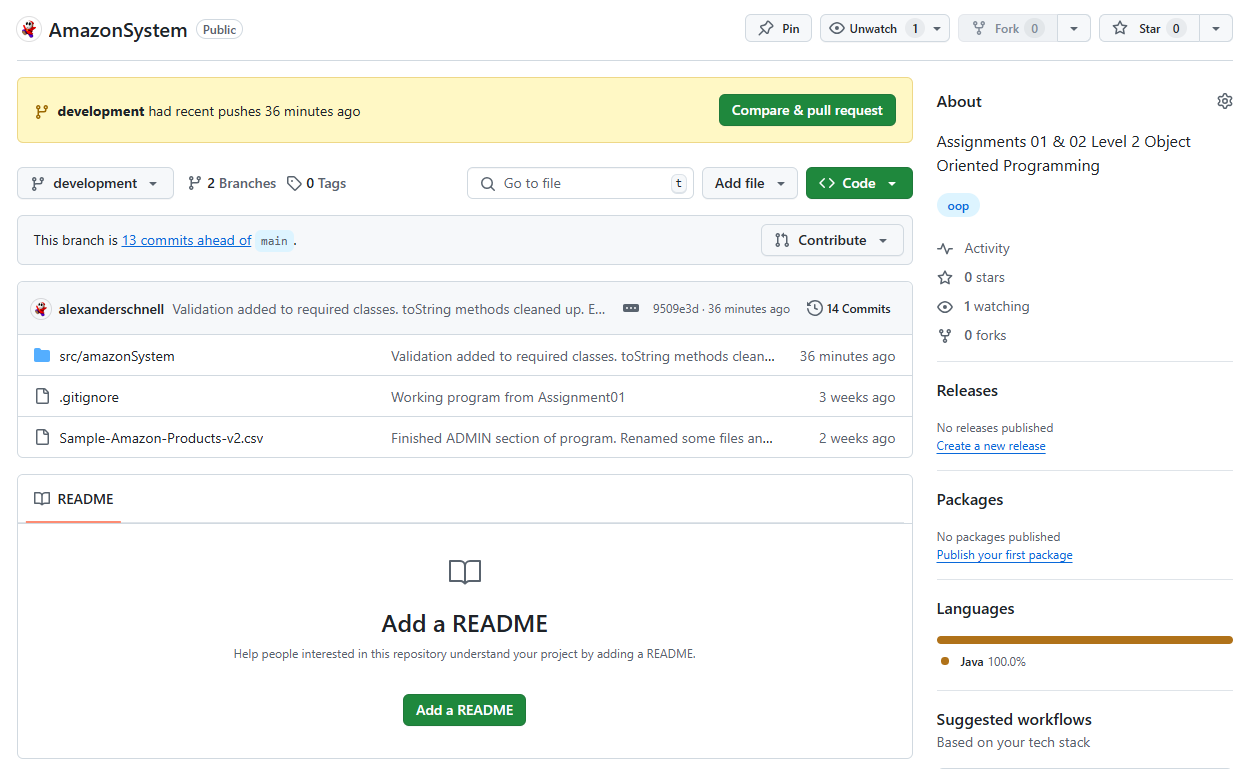 AmazonSystem Public Pin Unwatch 1 Fork 0 Star 0
development had recent pushes 36 minutes ago Compare & pull request
development 2 Branches 0 Tags Go to file t Add file <> Code
This branch is 13 commits ahead of main . Contribute
alexanderschnell Validation added to required classes. toString methods cleaned up. E... 9509e3d · 36 minutes ago 14 Commits
src/amazonSystem Validation added to required classes. toString methods clean... 36 minutes ago
.gitignore Working program from Assignment01 3 weeks ago
Sample-Amazon-Products-v2.csv Finished ADMIN section of program. Renamed some files an... 2 weeks ago
README
Add a README
Help people interested in this repository understand your project by adding a README.
Add a README
About
Assignments 01 & 02 Level 2 Object
Oriented Programming
oop
Activity
0 stars
1 watching
0 forks
Releases
No releases published
Create a new release
Packages
No packages published
Publish your first package
Languages
Java 100.0%
Suggested workflows
Based on your tech stack